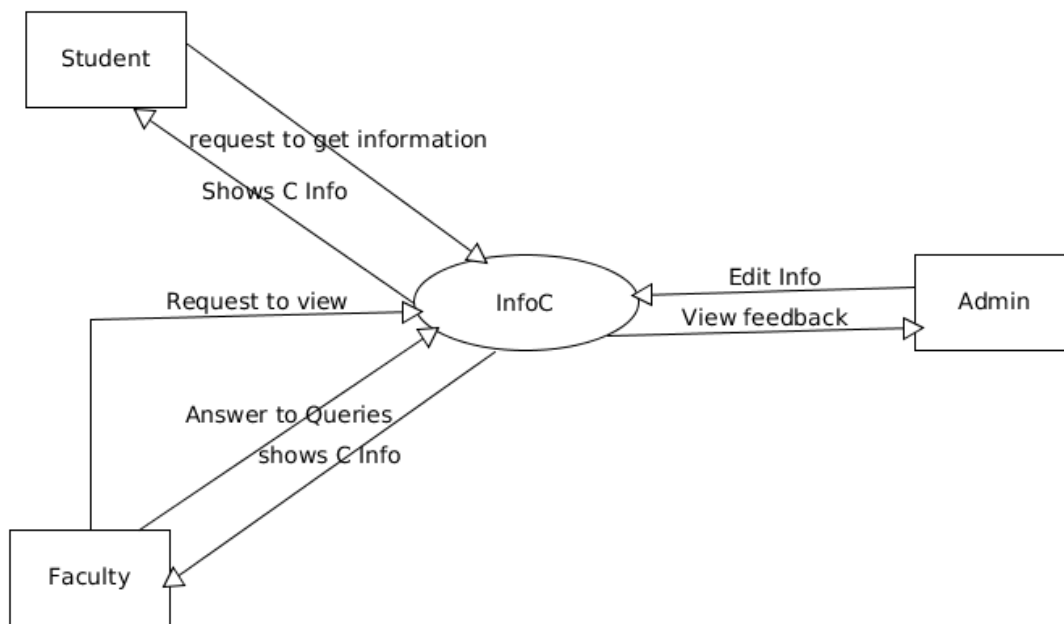 Student
request to get information
Shows C Info
Request to view
InfoC
Edit Info
View feedback
Admin
Answer to Queries
shows C Info
Faculty